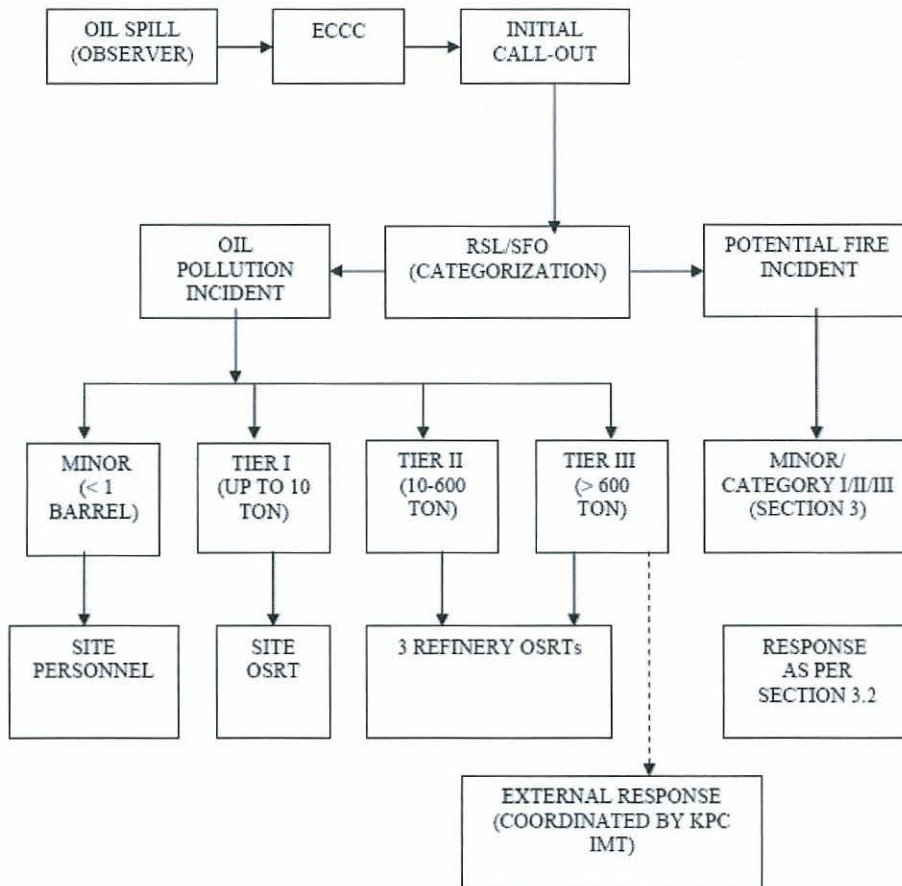 OIL SPILL
(OBSERVER)
ECCC
INITIAL
CALL-OUT
OIL
POLLUTION
INCIDENT
RSL/SFO
(CATEGORIZATION)
POTENTIAL FIRE
INCIDENT
MINOR
(< 1
BARREL)
TIER I
(UP TO 10
TON)
TIER II
(10-600
TON)
TIER III
(> 600
TON)
MINOR/
CATEGORY I/II/III
(SECTION 3)
SITE
PERSONNEL
SITE
OSRT
3 REFINERY OSRTs
RESPONSE
AS PER
SECTION 3.2
EXTERNAL RESPONSE
(COORDINATED BY KPC
IMT)